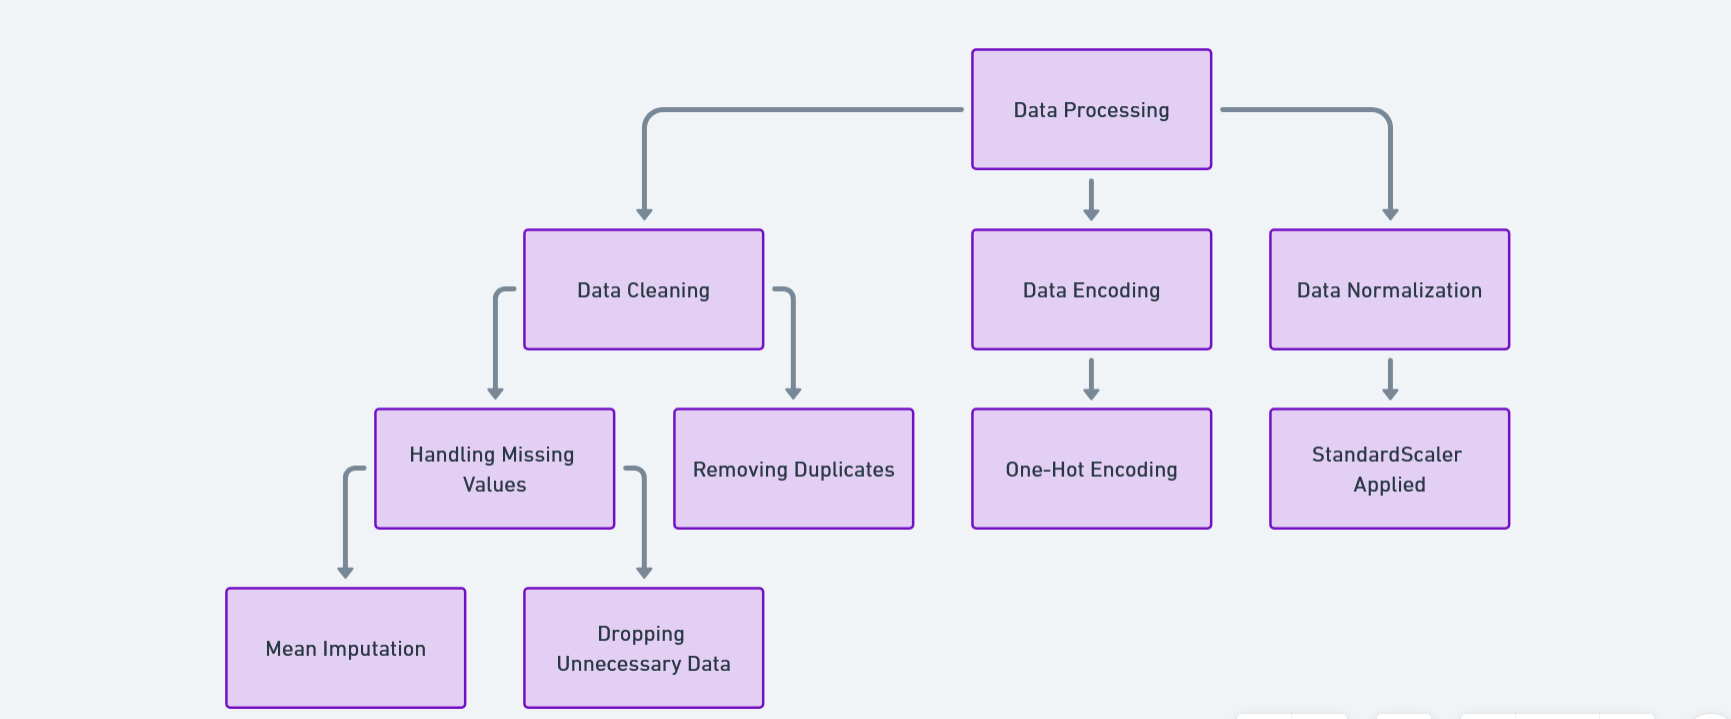 Data Processing
Data Cleaning
Data Encoding
Data Normalization
Handling Missing
Values
Removing Duplicates
One-Hot Encoding
StandardScaler
Applied
Mean Imputation
Dropping
Unnecessary Data